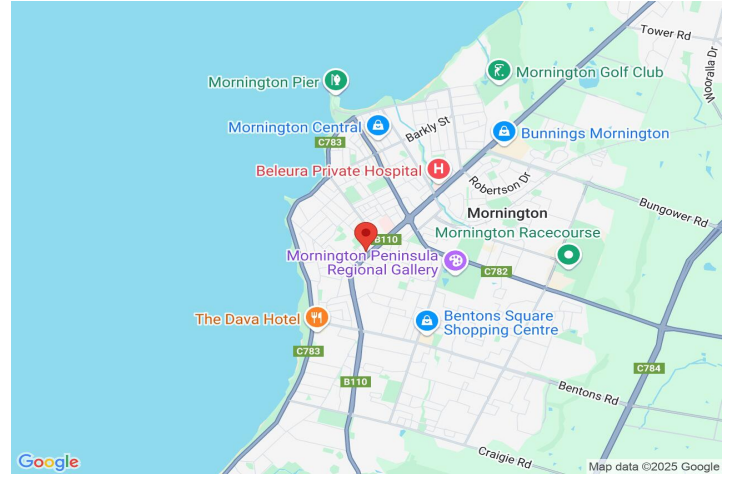 Tower Rd
Wooralla Dr
Mornington Pier
Mornington Golf Club
Mornington Central
Barkly St
Bunnings Mornington
C783
Beleura Private Hospital
H
Robertson Dr
Bungower Rd
Mornington
B110
Mornington Racecourse
Mornington Peninsula
Regional Gallery
C782
The Dava Hotel
Bentons Square
Shopping Centre
C783
C784
B110
Bentons Rd
Craigie Rd
Google
Map data ©2025 Google